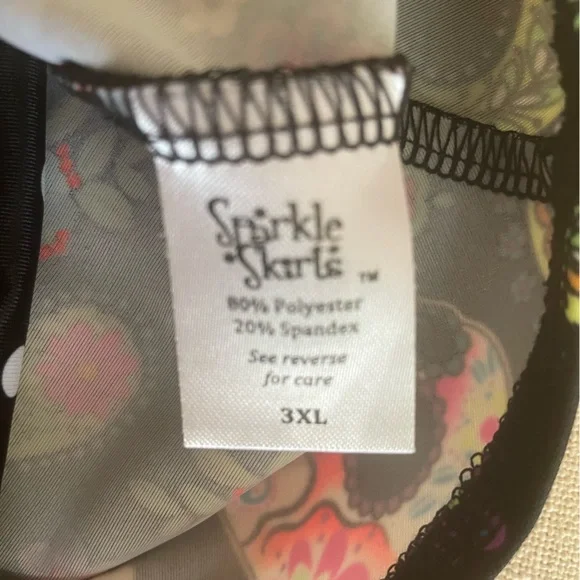 Sparkle
Skirts ™
80% Polyester
20% Spandex
See reverse
for care
3XL